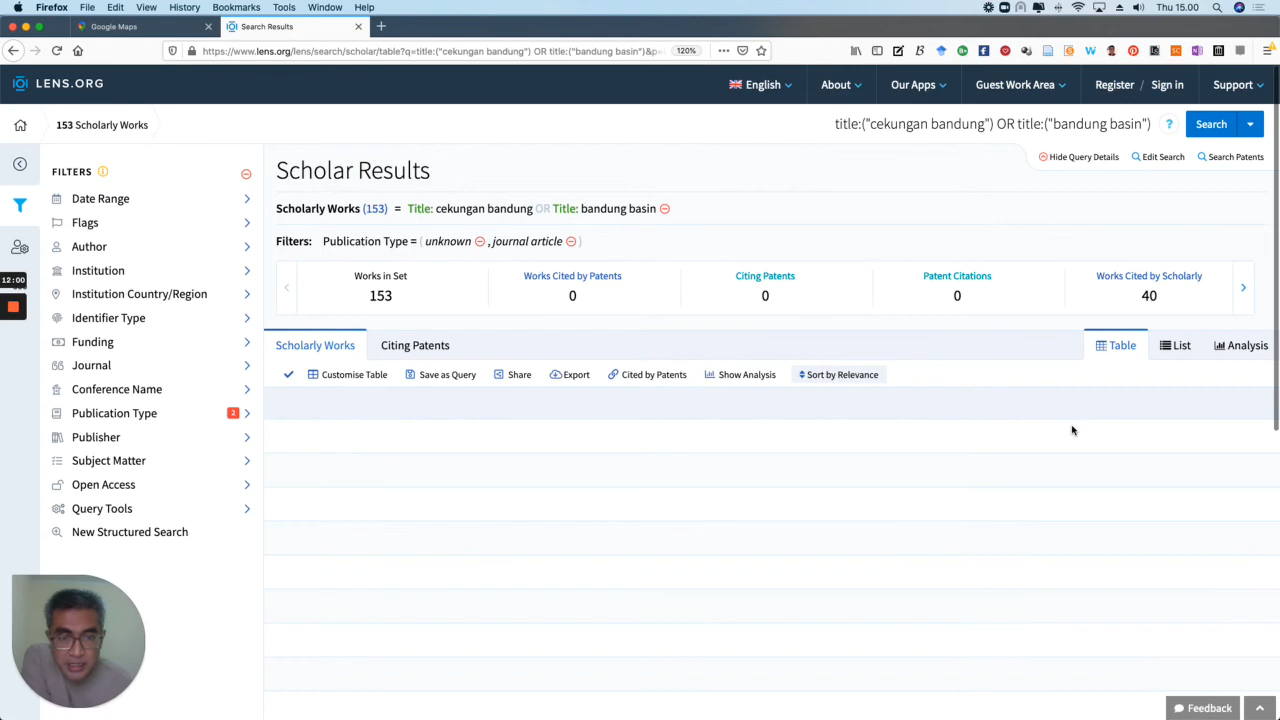 Firefox File Edit View History Bookmarks Tools Window Help Thu 15.00
Google Maps Search Results
https://www.lens.org/lens/search/scholar/table?q=title:("cekungan bandung") OR title:("bandung basin")&p= 120%
LENS.ORG English About Our Apps Guest Work Area Register / Sign in Support
153 Scholarly Works title:("cekungan bandung") OR title:("bandung basin") ? Search
Hide Query Details Edit Search Search Patents
FILTERS
Date Range
Flags
Author
Institution
Institution Country/Region
Identifier Type
Funding
Journal
Conference Name
Publication Type 2
Publisher
Subject Matter
Open Access
Query Tools
New Structured Search
12:00
Scholar Results
Scholarly Works (153) = Title: cekungan bandung OR Title: bandung basin
Filters: Publication Type = ( unknown , journal article )
Works in Set Works Cited by Patents Citing Patents Patent Citations Works Cited by Scholarly
153 0 0 0 40
Scholarly Works Citing Patents Table List Analysis
Customise Table Save as Query Share Export Cited by Patents Show Analysis Sort by Relevance
Feedback